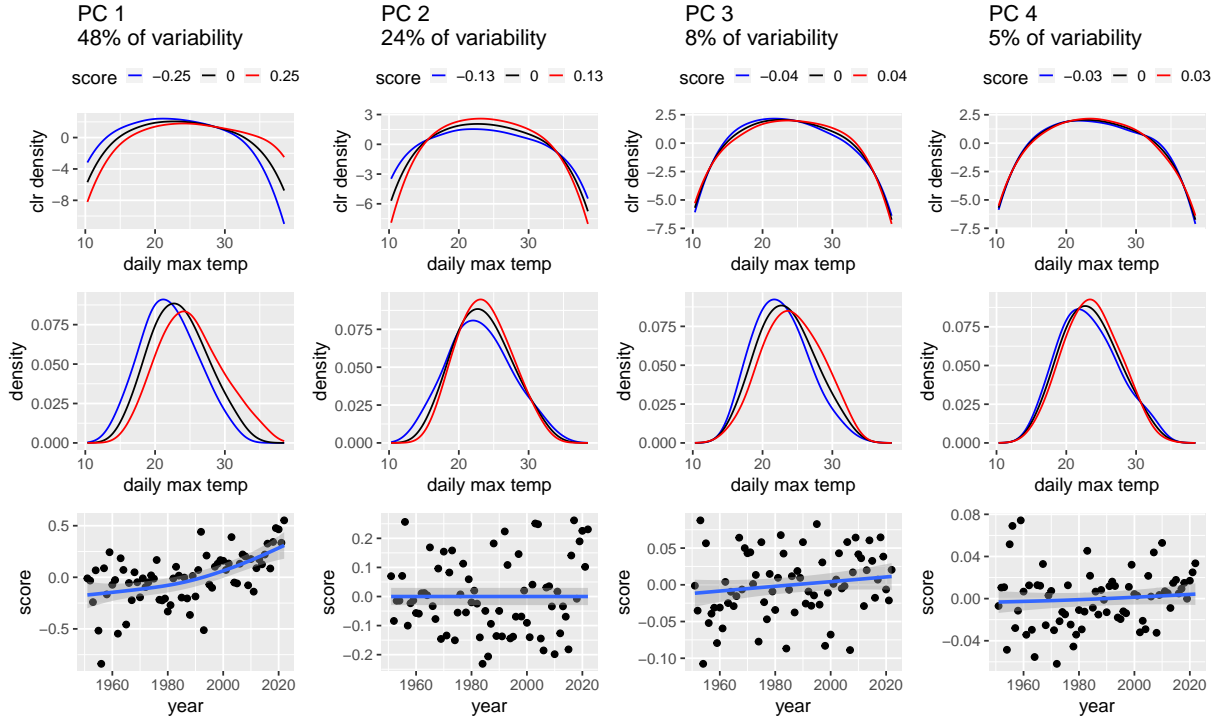 PC 1
48% of variability
score −0.25 0 0.25
0
−4
−8
clr density
10 20 30
daily max temp
0.075
0.050
0.025
0.000
density
10 20 30
daily max temp
0.5
0.0
−0.5
score
1960 1980 2000 2020
year
PC 2
24% of variability
score −0.13 0 0.13
3
0
−3
−6
clr density
10 20 30
daily max temp
0.075
0.050
0.025
0.000
density
10 20 30
daily max temp
0.2
0.1
0.0
−0.1
−0.2
score
1960 1980 2000 2020
year
PC 3
8% of variability
score −0.04 0 0.04
2.5
0.0
−2.5
−5.0
−7.5
clr density
10 20 30
daily max temp
0.075
0.050
0.025
0.000
density
10 20 30
daily max temp
0.05
0.00
−0.05
−0.10
score
1960 1980 2000 2020
year
PC 4
5% of variability
score −0.03 0 0.03
2.5
0.0
−2.5
−5.0
−7.5
clr density
10 20 30
daily max temp
0.075
0.050
0.025
0.000
density
10 20 30
daily max temp
0.08
0.04
0.00
−0.04
score
1960 1980 2000 2020
year